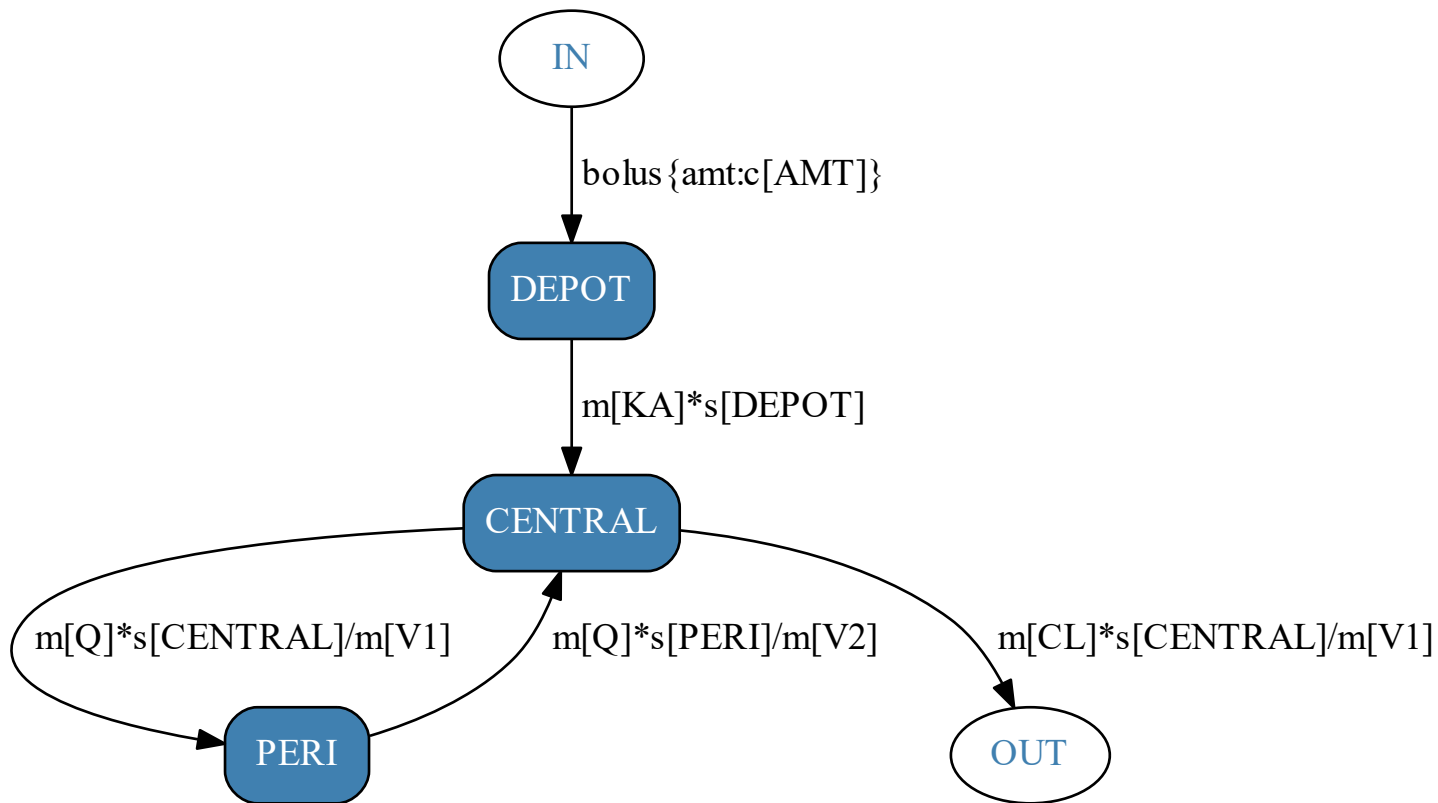 IN
bolus{amt:c[AMT]}
DEPOT
m[KA]*s[DEPOT]
CENTRAL
m[Q]*s[CENTRAL]/m[V1]
m[Q]*s[PERI]/m[V2]
m[CL]*s[CENTRAL]/m[V1]
PERI
OUT